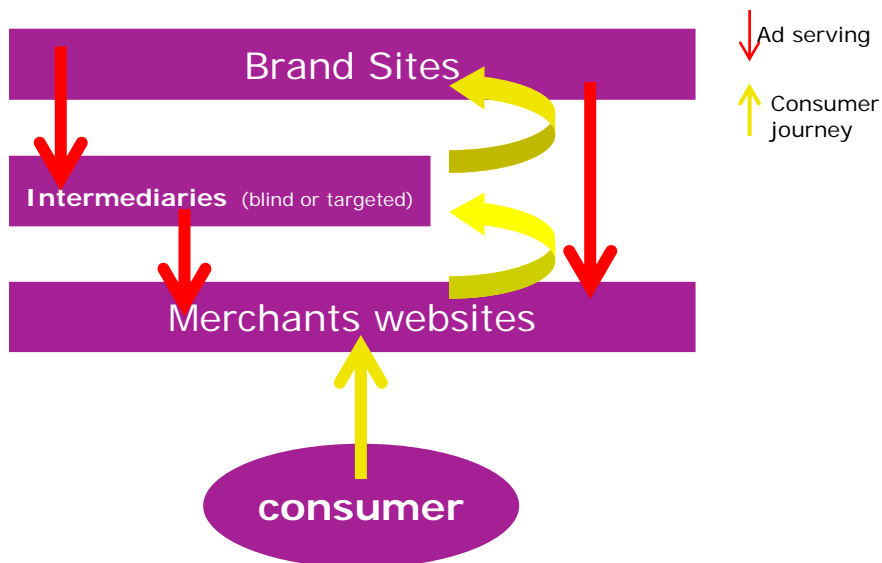 Ad serving
Brand Sites
Consumer
journey
Intermediaries (blind or targeted)
Merchants websites
consumer